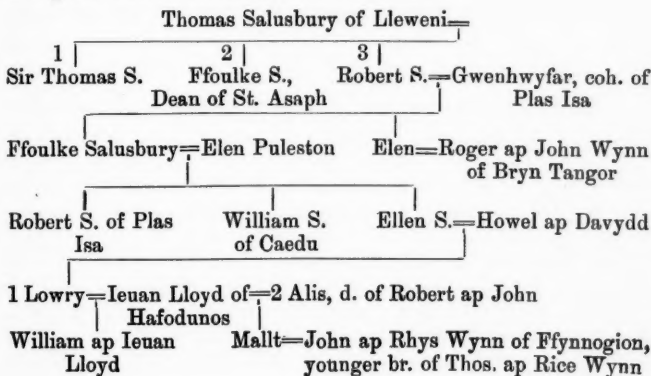 Thomas Salusbury of Lleweni=
1 2 3
Sir Thomas S. Ffoulke S., Robert S.=Gwenhwyfar, coh. of
Dean of St. Asaph Plas Isa
Ffoulke Salusbury=Elen Puleston Elen=Roger ap John Wynn
of Bryn Tangor
Robert S. of Plas William S. Ellen S.=Howel ap Davydd
Isa of Caedu
1 Lowry=Ieuan Lloyd of=2 Alis, d. of Robert ap John
Hafodunos
William ap Ieuan Mallt=John ap Rhys Wynn of Ffynnogion,
Lloyd younger br. of Thos. ap Rice Wynn